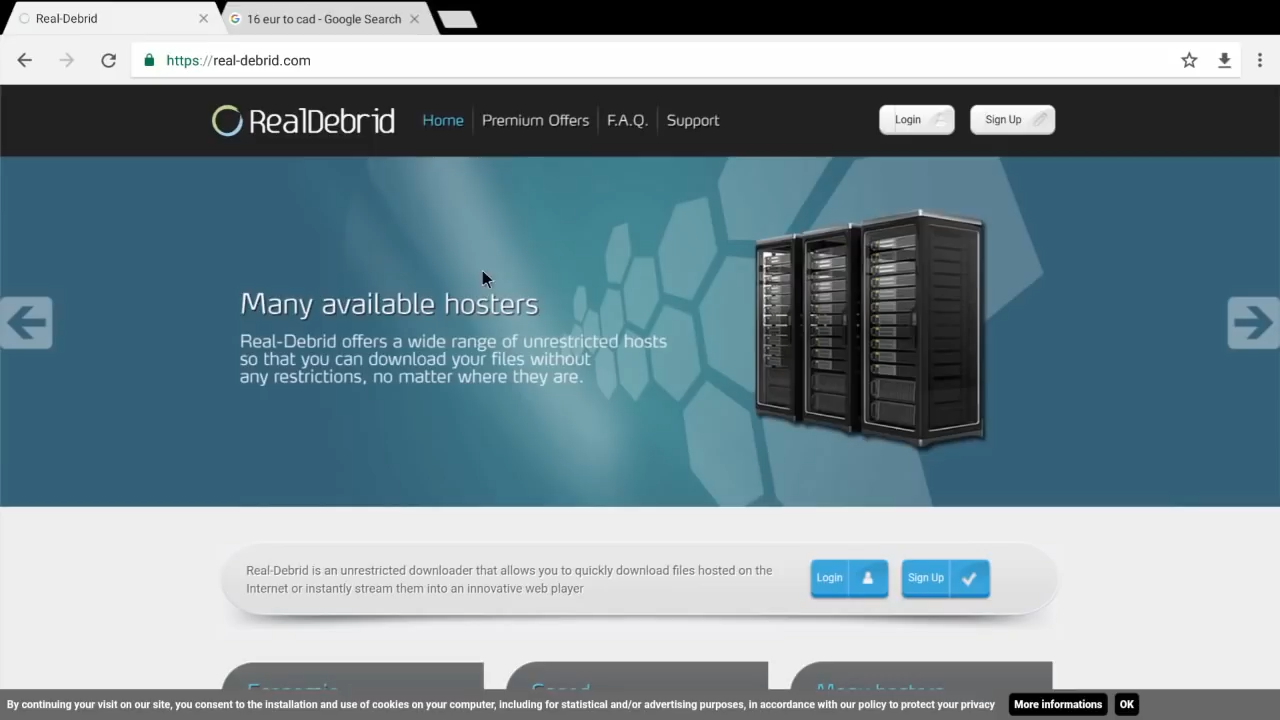 Real-Debrid
16 eur to cad - Google Search
https://real-debrid.com
RealDebrid
Home
Premium Offers
F.A.Q.
Support
Login
Sign Up
Many available hosters
Real-Debrid offers a wide range of unrestricted hosts
so that you can download your files without
any restrictions, no matter where they are.
Real-Debrid is an unrestricted downloader that allows you to quickly download files hosted on the
Internet or instantly stream them into an innovative web player
Login
Sign Up
By continuing your visit on our site, you consent to the installation and use of cookies on your computer, including for statistical and/or advertising purposes, in accordance with our policy to protect your privacy
More informations
OK